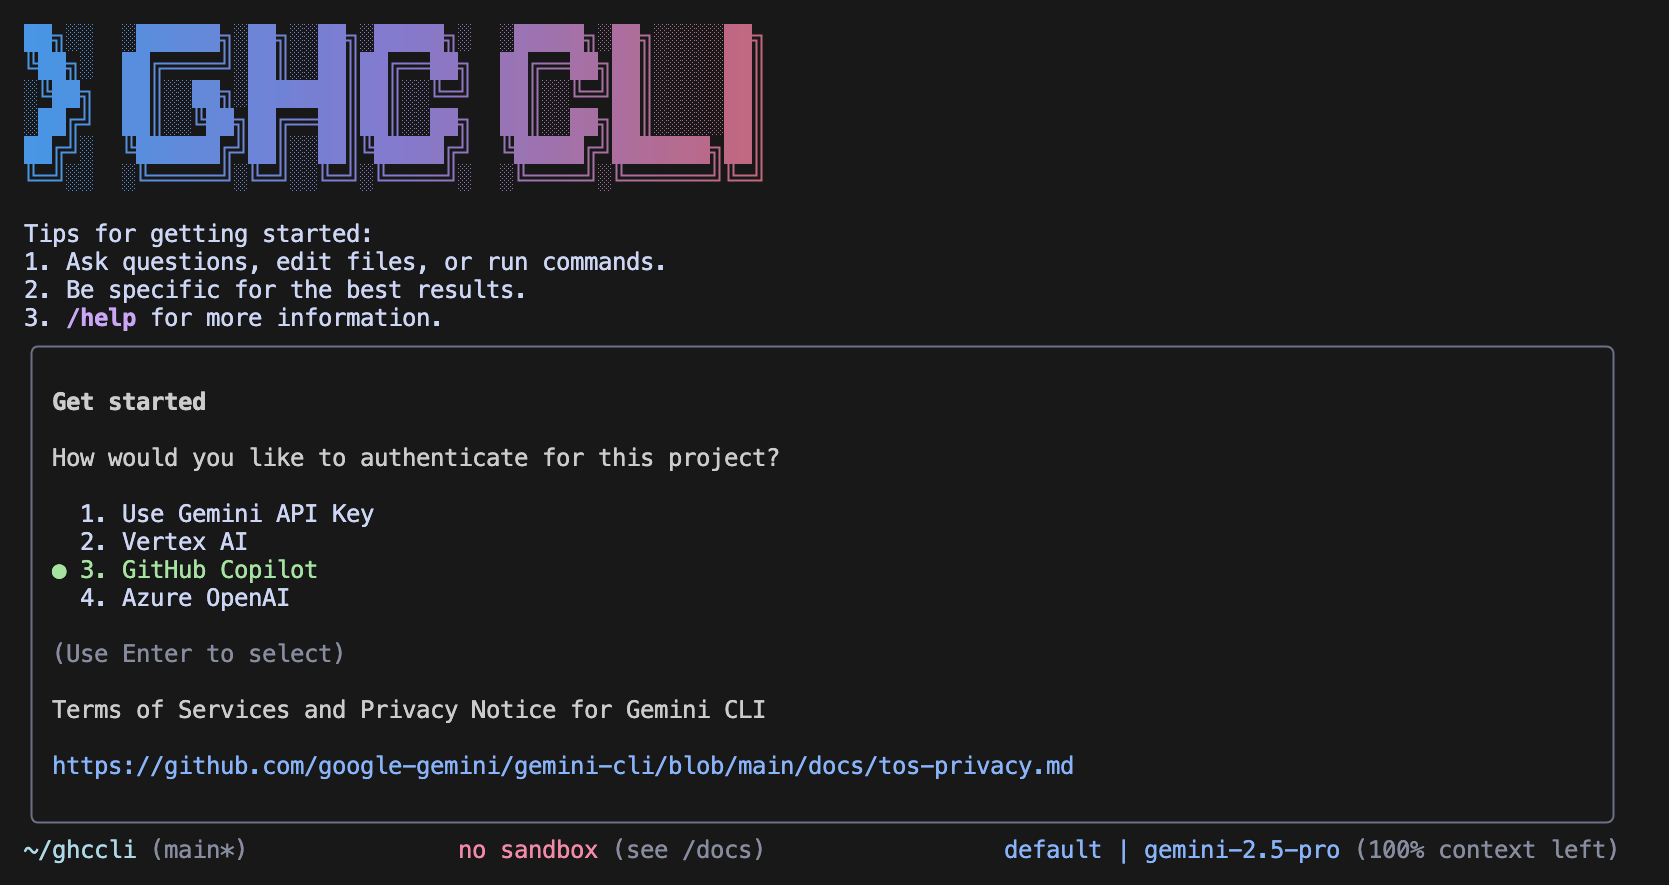 > GHC CLI
Tips for getting started:
1. Ask questions, edit files, or run commands.
2. Be specific for the best results.
3. /help for more information.
Get started
How would you like to authenticate for this project?
1. Use Gemini API Key
2. Vertex AI
● 3. GitHub Copilot
4. Azure OpenAI
(Use Enter to select)
Terms of Services and Privacy Notice for Gemini CLI
https://github.com/google-gemini/gemini-cli/blob/main/docs/tos-privacy.md
~/ghccli (main*) no sandbox (see /docs) default | gemini-2.5-pro (100% context left)